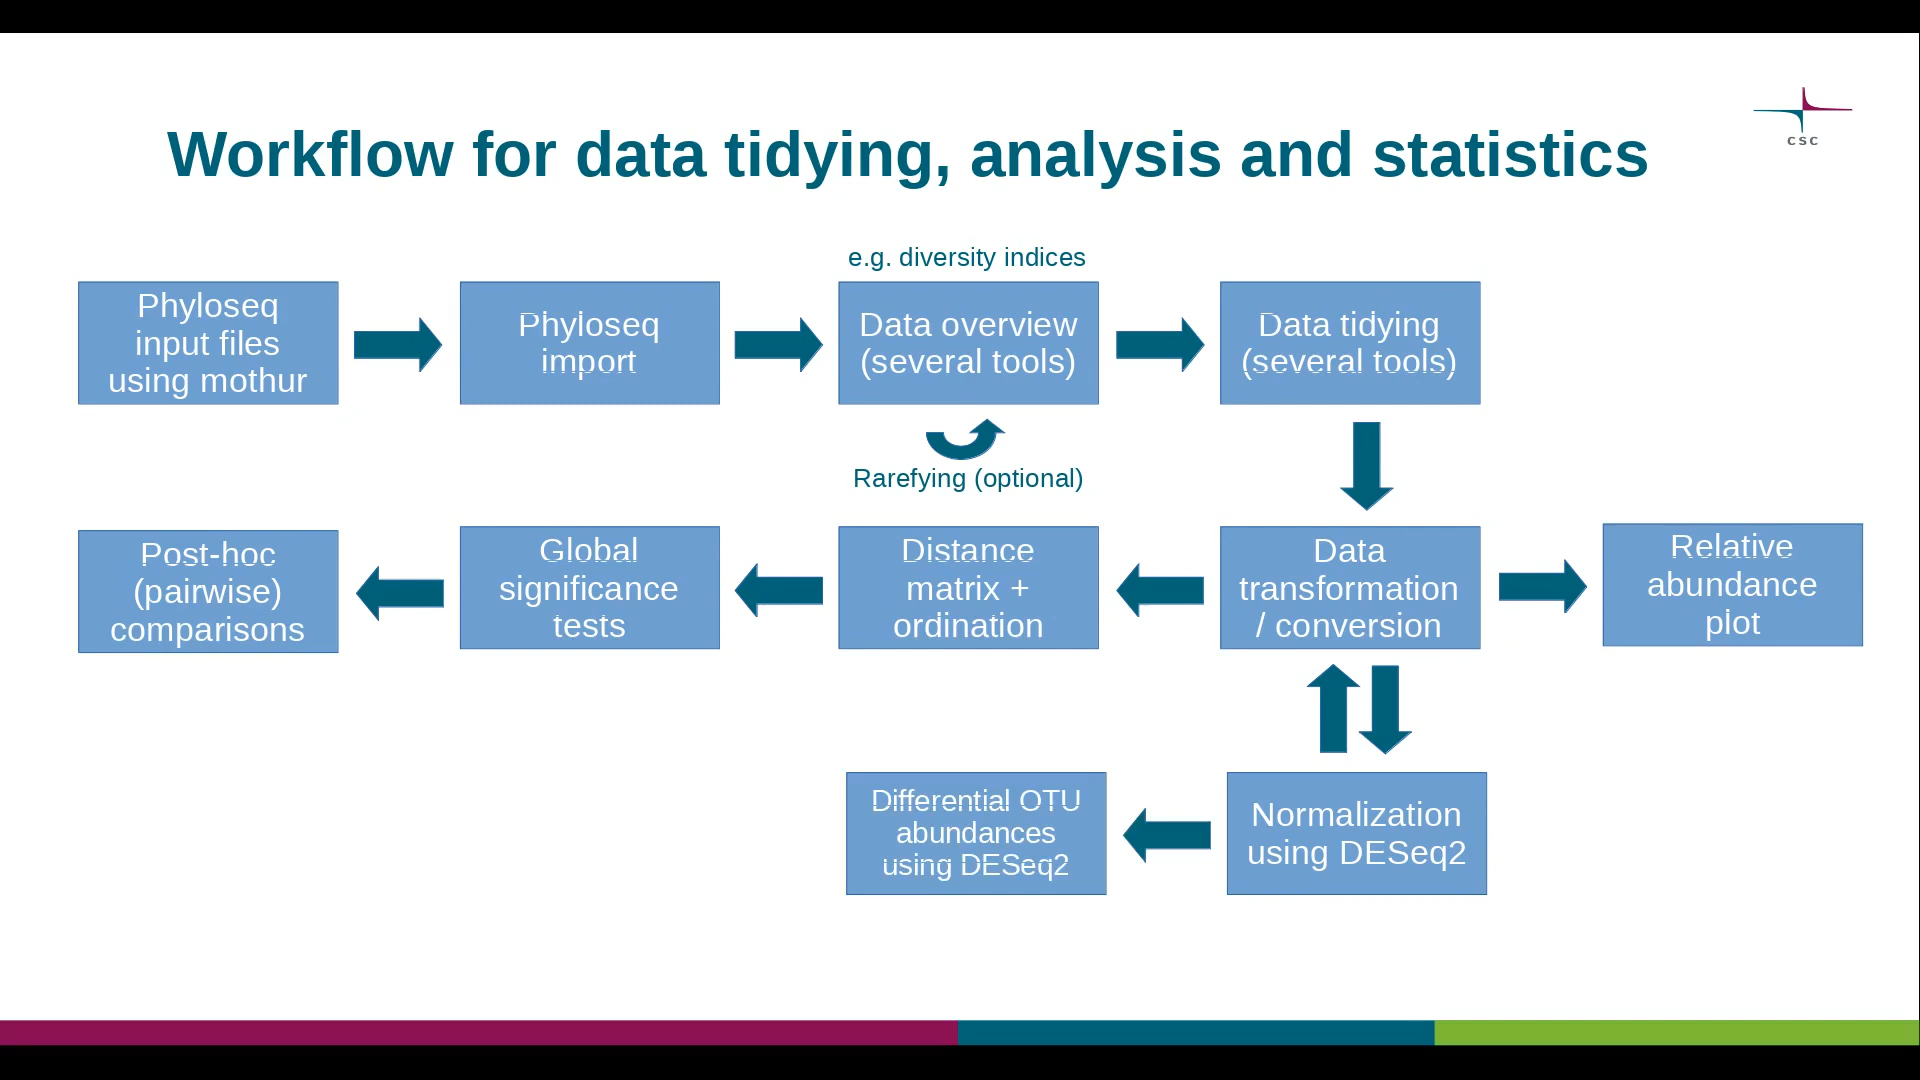 CSC
Workflow for data tidying, analysis and statistics
e.g. diversity indices
Phyloseq
input files
using mothur
Phyloseq
import
Data overview
(several tools)
Data tidying
(several tools)
Rarefying (optional)
Post-hoc
(pairwise)
comparisons
Global
significance
tests
Distance
matrix +
ordination
Data
transformation
/ conversion
Relative
abundance
plot
Differential OTU
abundances
using DESeq2
Normalization
using DESeq2